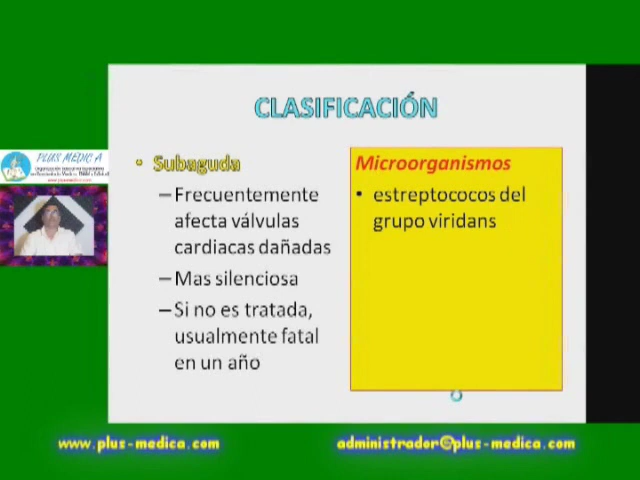 CLASIFICACIÓN
PLUS MEDICA
• Subaguda
–Frecuentemente
afecta válvulas
cardiacas dañadas
–Mas silenciosa
–Si no es tratada,
usualmente fatal
en un año
Microorganismos
• estreptococos del
grupo viridans
www.plus-medica.com
administrador@plus-medica.com